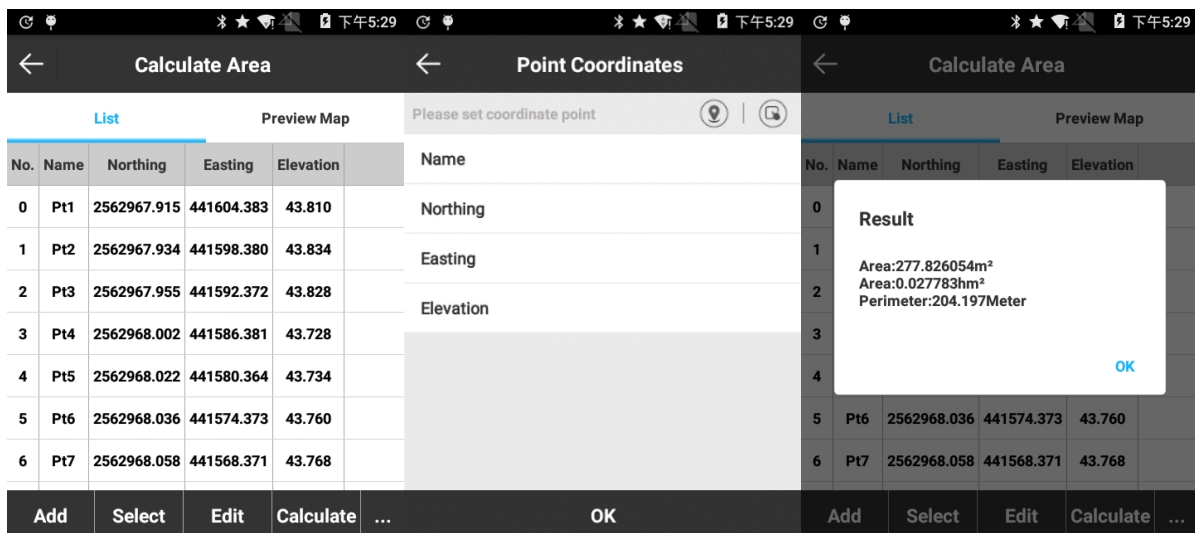 下午5:29
Calculate Area
List Preview Map
No. Name Northing Easting Elevation
0 Pt1 2562967.915 441604.383 43.810
1 Pt2 2562967.934 441598.380 43.834
2 Pt3 2562967.955 441592.372 43.828
3 Pt4 2562968.002 441586.381 43.728
4 Pt5 2562968.022 441580.364 43.734
5 Pt6 2562968.036 441574.373 43.760
6 Pt7 2562968.058 441568.371 43.768
Add Select Edit Calculate ...
下午5:29
Point Coordinates
Please set coordinate point
Name
Northing
Easting
Elevation
OK
下午5:29
Calculate Area
List Preview Map
No. Name Northing Easting Elevation
0
1
2
3
4
Result
Area:277.826054m²
Area:0.027783hm²
Perimeter:204.197Meter
OK
5 Pt6 2562968.036 441574.373 43.760
6 Pt7 2562968.058 441568.371 43.768
Add Select Edit Calculate ...